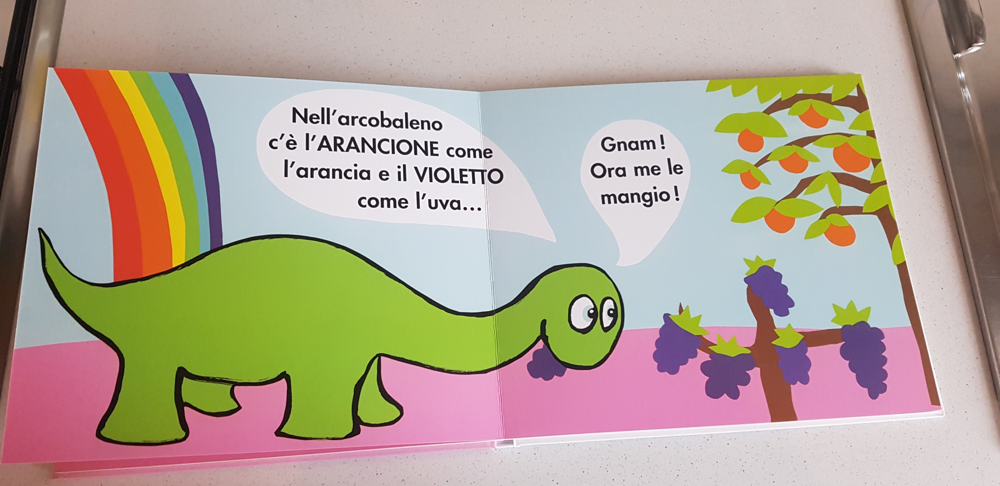 Nell'arcobaleno
c'è l'ARANCIONE come
l'arancia e il VIOLETTO
come l'uva...
Gnam!
Ora me le
mangio!